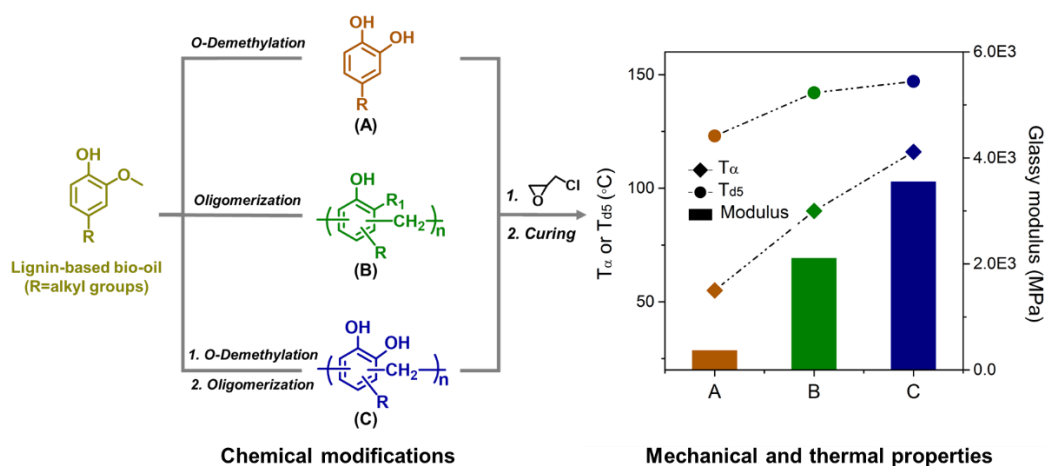 OH
O
R
Lignin-based bio-oil
(R=alkyl groups)
O-Demethylation
OH
OH
R
(A)
Oligomerization
OH
R₁
CH₂
n
R
(B)
1. O-Demethylation
2. Oligomerization
OH
OH
CH₂
n
R
(C)
Cl
O
1.
2. Curing
Chemical modifications
150
100
50
Tα or Td5 (◦C)
Tα
Td5
Modulus
6.0E3
4.0E3
2.0E3
0.0
Glassy modulus (MPa)
A B C
Mechanical and thermal properties